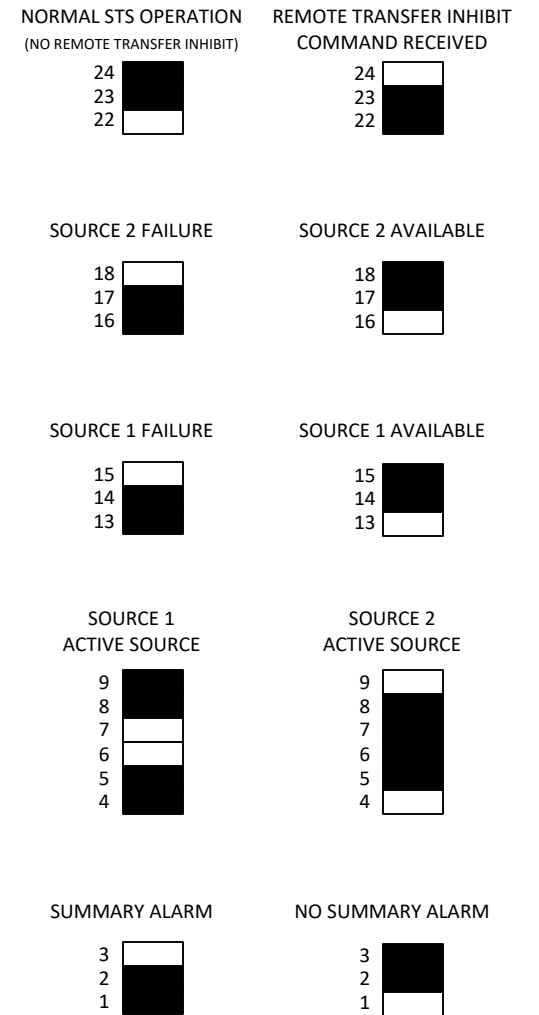 NORMAL STS OPERATION
(NO REMOTE TRANSFER INHIBIT)
24
23
22
REMOTE TRANSFER INHIBIT
COMMAND RECEIVED
24
23
22
SOURCE 2 FAILURE
18
17
16
SOURCE 2 AVAILABLE
18
17
16
SOURCE 1 FAILURE
15
14
13
SOURCE 1 AVAILABLE
15
14
13
SOURCE 1
ACTIVE SOURCE
9
8
7
6
5
4
SOURCE 2
ACTIVE SOURCE
9
8
7
6
5
4
SUMMARY ALARM
3
2
1
NO SUMMARY ALARM
3
2
1